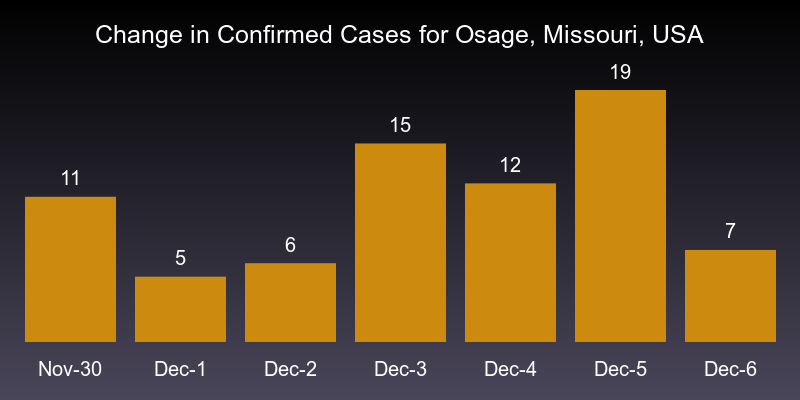 Change in Confirmed Cases for Osage, Missouri, USA
11
5
6
15
12
19
7
Nov-30
Dec-1
Dec-2
Dec-3
Dec-4
Dec-5
Dec-6